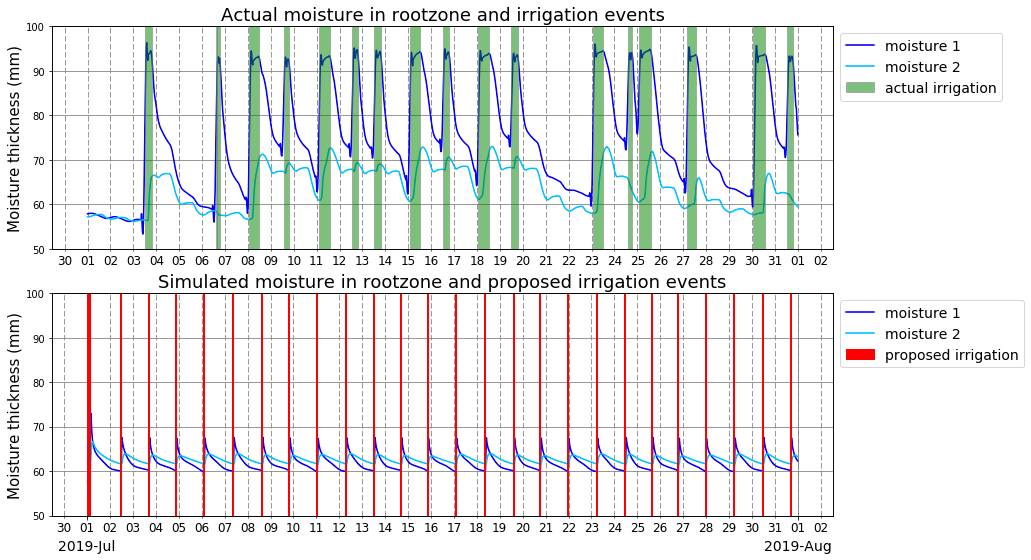 Actual moisture in rootzone and irrigation events
Moisture thickness (mm)
100
90
80
70
60
50
30 01 02 03 04 05 06 07 08 09 10 11 12 13 14 15 16 17 18 19 20 21 22 23 24 25 26 27 28 29 30 31 01 02
moisture 1
moisture 2
actual irrigation
Simulated moisture in rootzone and proposed irrigation events
Moisture thickness (mm)
100
90
80
70
60
50
30 01 02 03 04 05 06 07 08 09 10 11 12 13 14 15 16 17 18 19 20 21 22 23 24 25 26 27 28 29 30 31 01 02
2019-Jul 2019-Aug
moisture 1
moisture 2
proposed irrigation